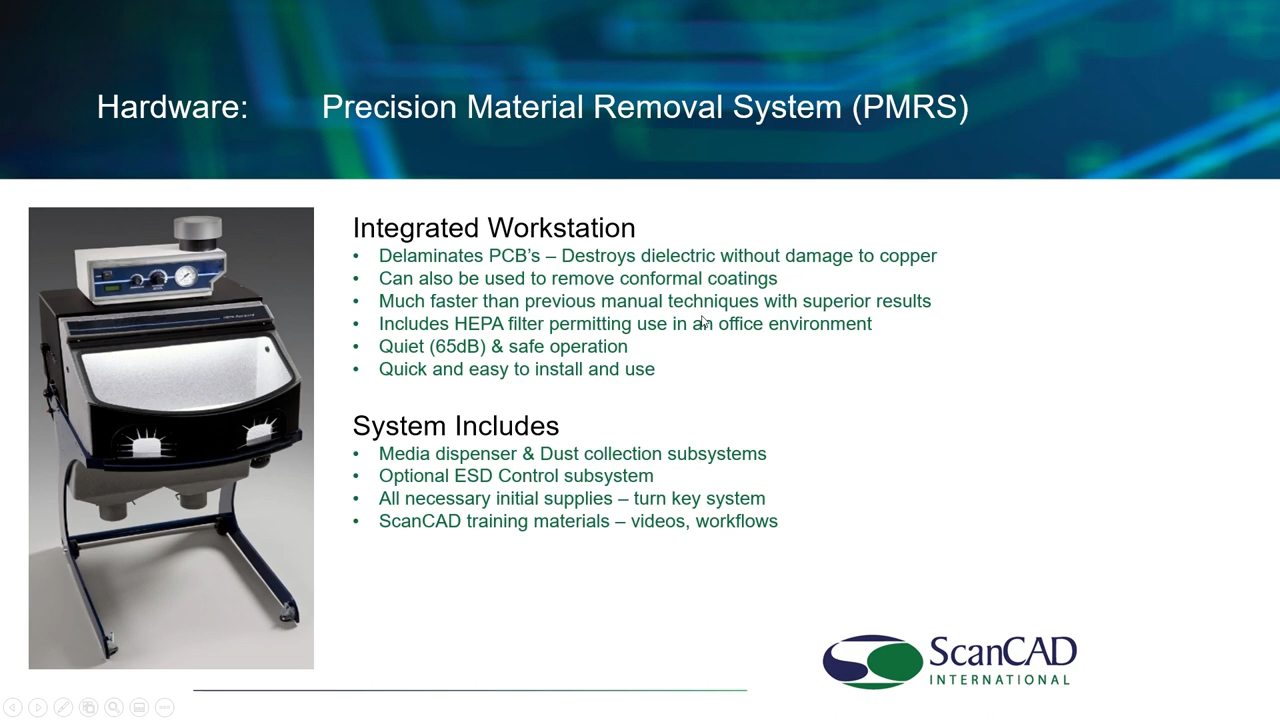 Hardware: Precision Material Removal System (PMRS)
Integrated Workstation
• Delaminates PCB's – Destroys dielectric without damage to copper
• Can also be used to remove conformal coatings
• Much faster than previous manual techniques with superior results
• Includes HEPA filter permitting use in an office environment
• Quiet (65dB) & safe operation
• Quick and easy to install and use
System Includes
• Media dispenser & Dust collection subsystems
• Optional ESD Control subsystem
• All necessary initial supplies – turn key system
• ScanCAD training materials – videos, workflows
ScanCAD
INTERNATIONAL